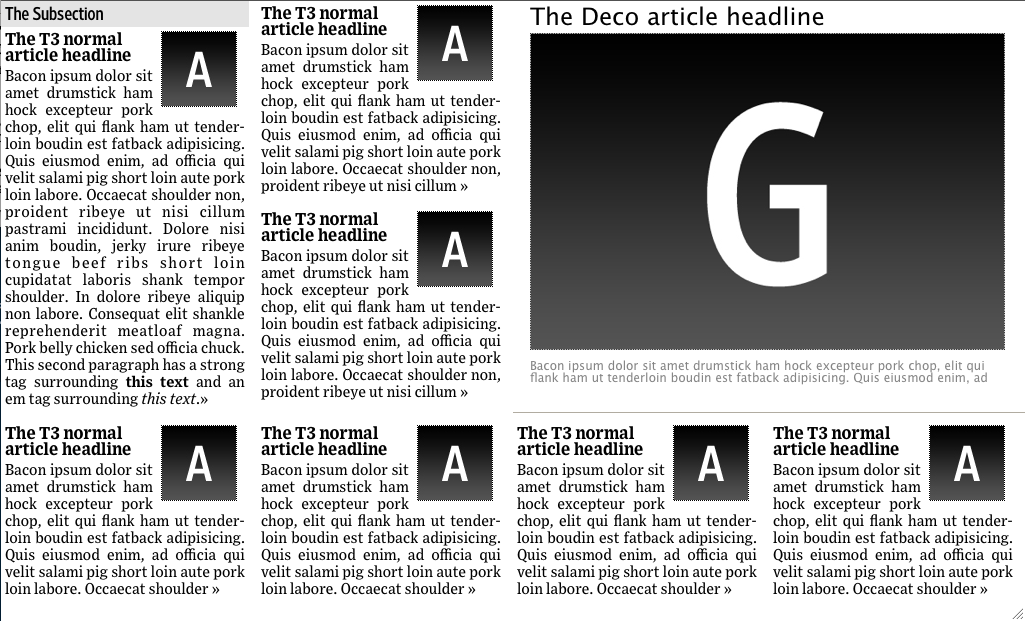 The Subsection
The T3 normal
article headline
A
Bacon ipsum dolor sit
amet drumstick ham
hock excepteur pork
chop, elit qui flank ham ut tender-
loin boudin est fatback adipisicing.
Quis eiusmod enim, ad officia qui
velit salami pig short loin aute pork
loin labore. Occaecat shoulder non,
proident ribeye ut nisi cillum
pastrami incididunt. Dolore nisi
anim boudin, jerky irure ribeye
tongue beef ribs short loin
cupidatat laboris shank tempor
shoulder. In dolore ribeye aliquip
non labore. Consequat elit shankle
reprehenderit meatloaf magna.
Pork belly chicken sed officia chuck.
This second paragraph has a strong
tag surrounding this text and an
em tag surrounding this text.»
The T3 normal
article headline
A
Bacon ipsum dolor sit
amet drumstick ham
hock excepteur pork
chop, elit qui flank ham ut tender-
loin boudin est fatback adipisicing.
Quis eiusmod enim, ad officia qui
velit salami pig short loin aute pork
loin labore. Occaecat shoulder non,
proident ribeye ut nisi cillum »
The T3 normal
article headline
A
Bacon ipsum dolor sit
amet drumstick ham
hock excepteur pork
chop, elit qui flank ham ut tender-
loin boudin est fatback adipisicing.
Quis eiusmod enim, ad officia qui
velit salami pig short loin aute pork
loin labore. Occaecat shoulder non,
proident ribeye ut nisi cillum »
The Deco article headline
G
Bacon ipsum dolor sit amet drumstick ham hock excepteur pork chop, elit qui
flank ham ut tenderloin boudin est fatback adipisicing. Quis eiusmod enim, ad
The T3 normal
article headline
A
Bacon ipsum dolor sit
amet drumstick ham
hock excepteur pork
chop, elit qui flank ham ut tender-
loin boudin est fatback adipisicing.
Quis eiusmod enim, ad officia qui
velit salami pig short loin aute pork
loin labore. Occaecat shoulder »
The T3 normal
article headline
A
Bacon ipsum dolor sit
amet drumstick ham
hock excepteur pork
chop, elit qui flank ham ut tender-
loin boudin est fatback adipisicing.
Quis eiusmod enim, ad officia qui
velit salami pig short loin aute pork
loin labore. Occaecat shoulder »
The T3 normal
article headline
A
Bacon ipsum dolor sit
amet drumstick ham
hock excepteur pork
chop, elit qui flank ham ut tender-
loin boudin est fatback adipisicing.
Quis eiusmod enim, ad officia qui
velit salami pig short loin aute pork
loin labore. Occaecat shoulder »
The T3 normal
article headline
A
Bacon ipsum dolor sit
amet drumstick ham
hock excepteur pork
chop, elit qui flank ham ut tender-
loin boudin est fatback adipisicing.
Quis eiusmod enim, ad officia qui
velit salami pig short loin aute pork
loin labore. Occaecat shoulder »